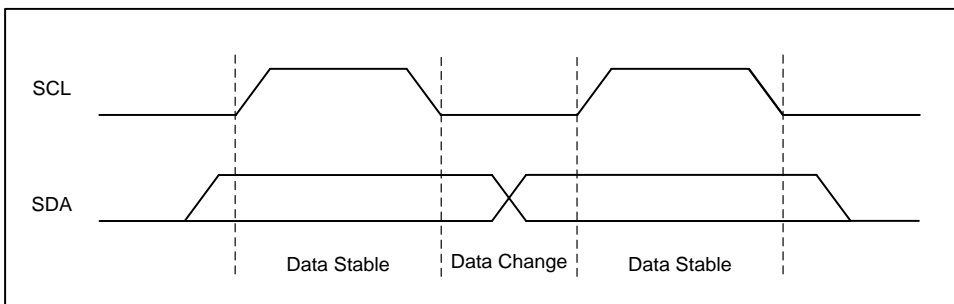 SCL
SDA
Data Stable
Data Change
Data Stable